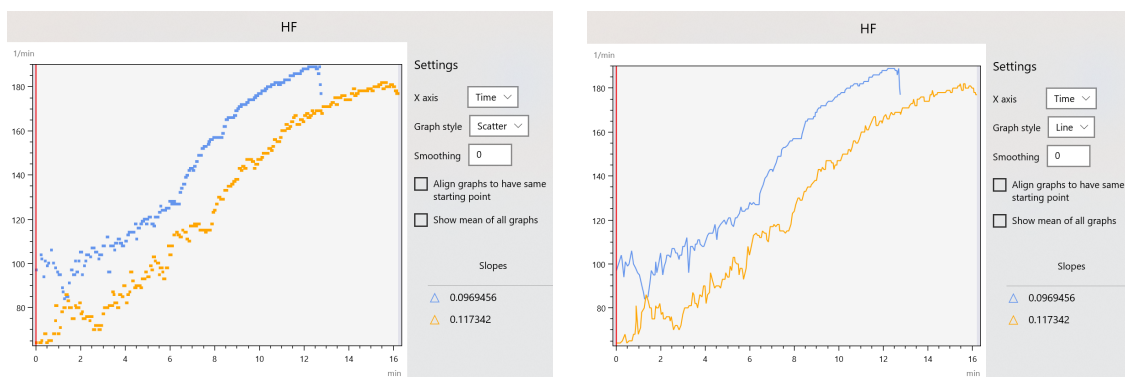 HF
1/min
180
160
140
120
100
80
0 2 4 6 8 10 12 14 16
min
Settings
X axis Time
Graph style Scatter
Smoothing 0
Align graphs to have same
starting point
Show mean of all graphs
Slopes
△ 0.0969456
△ 0.117342
HF
1/min
180
160
140
120
100
80
0 2 4 6 8 10 12 14 16
min
Settings
X axis Time
Graph style Line
Smoothing 0
Align graphs to have same
starting point
Show mean of all graphs
Slopes
△ 0.0969456
△ 0.117342